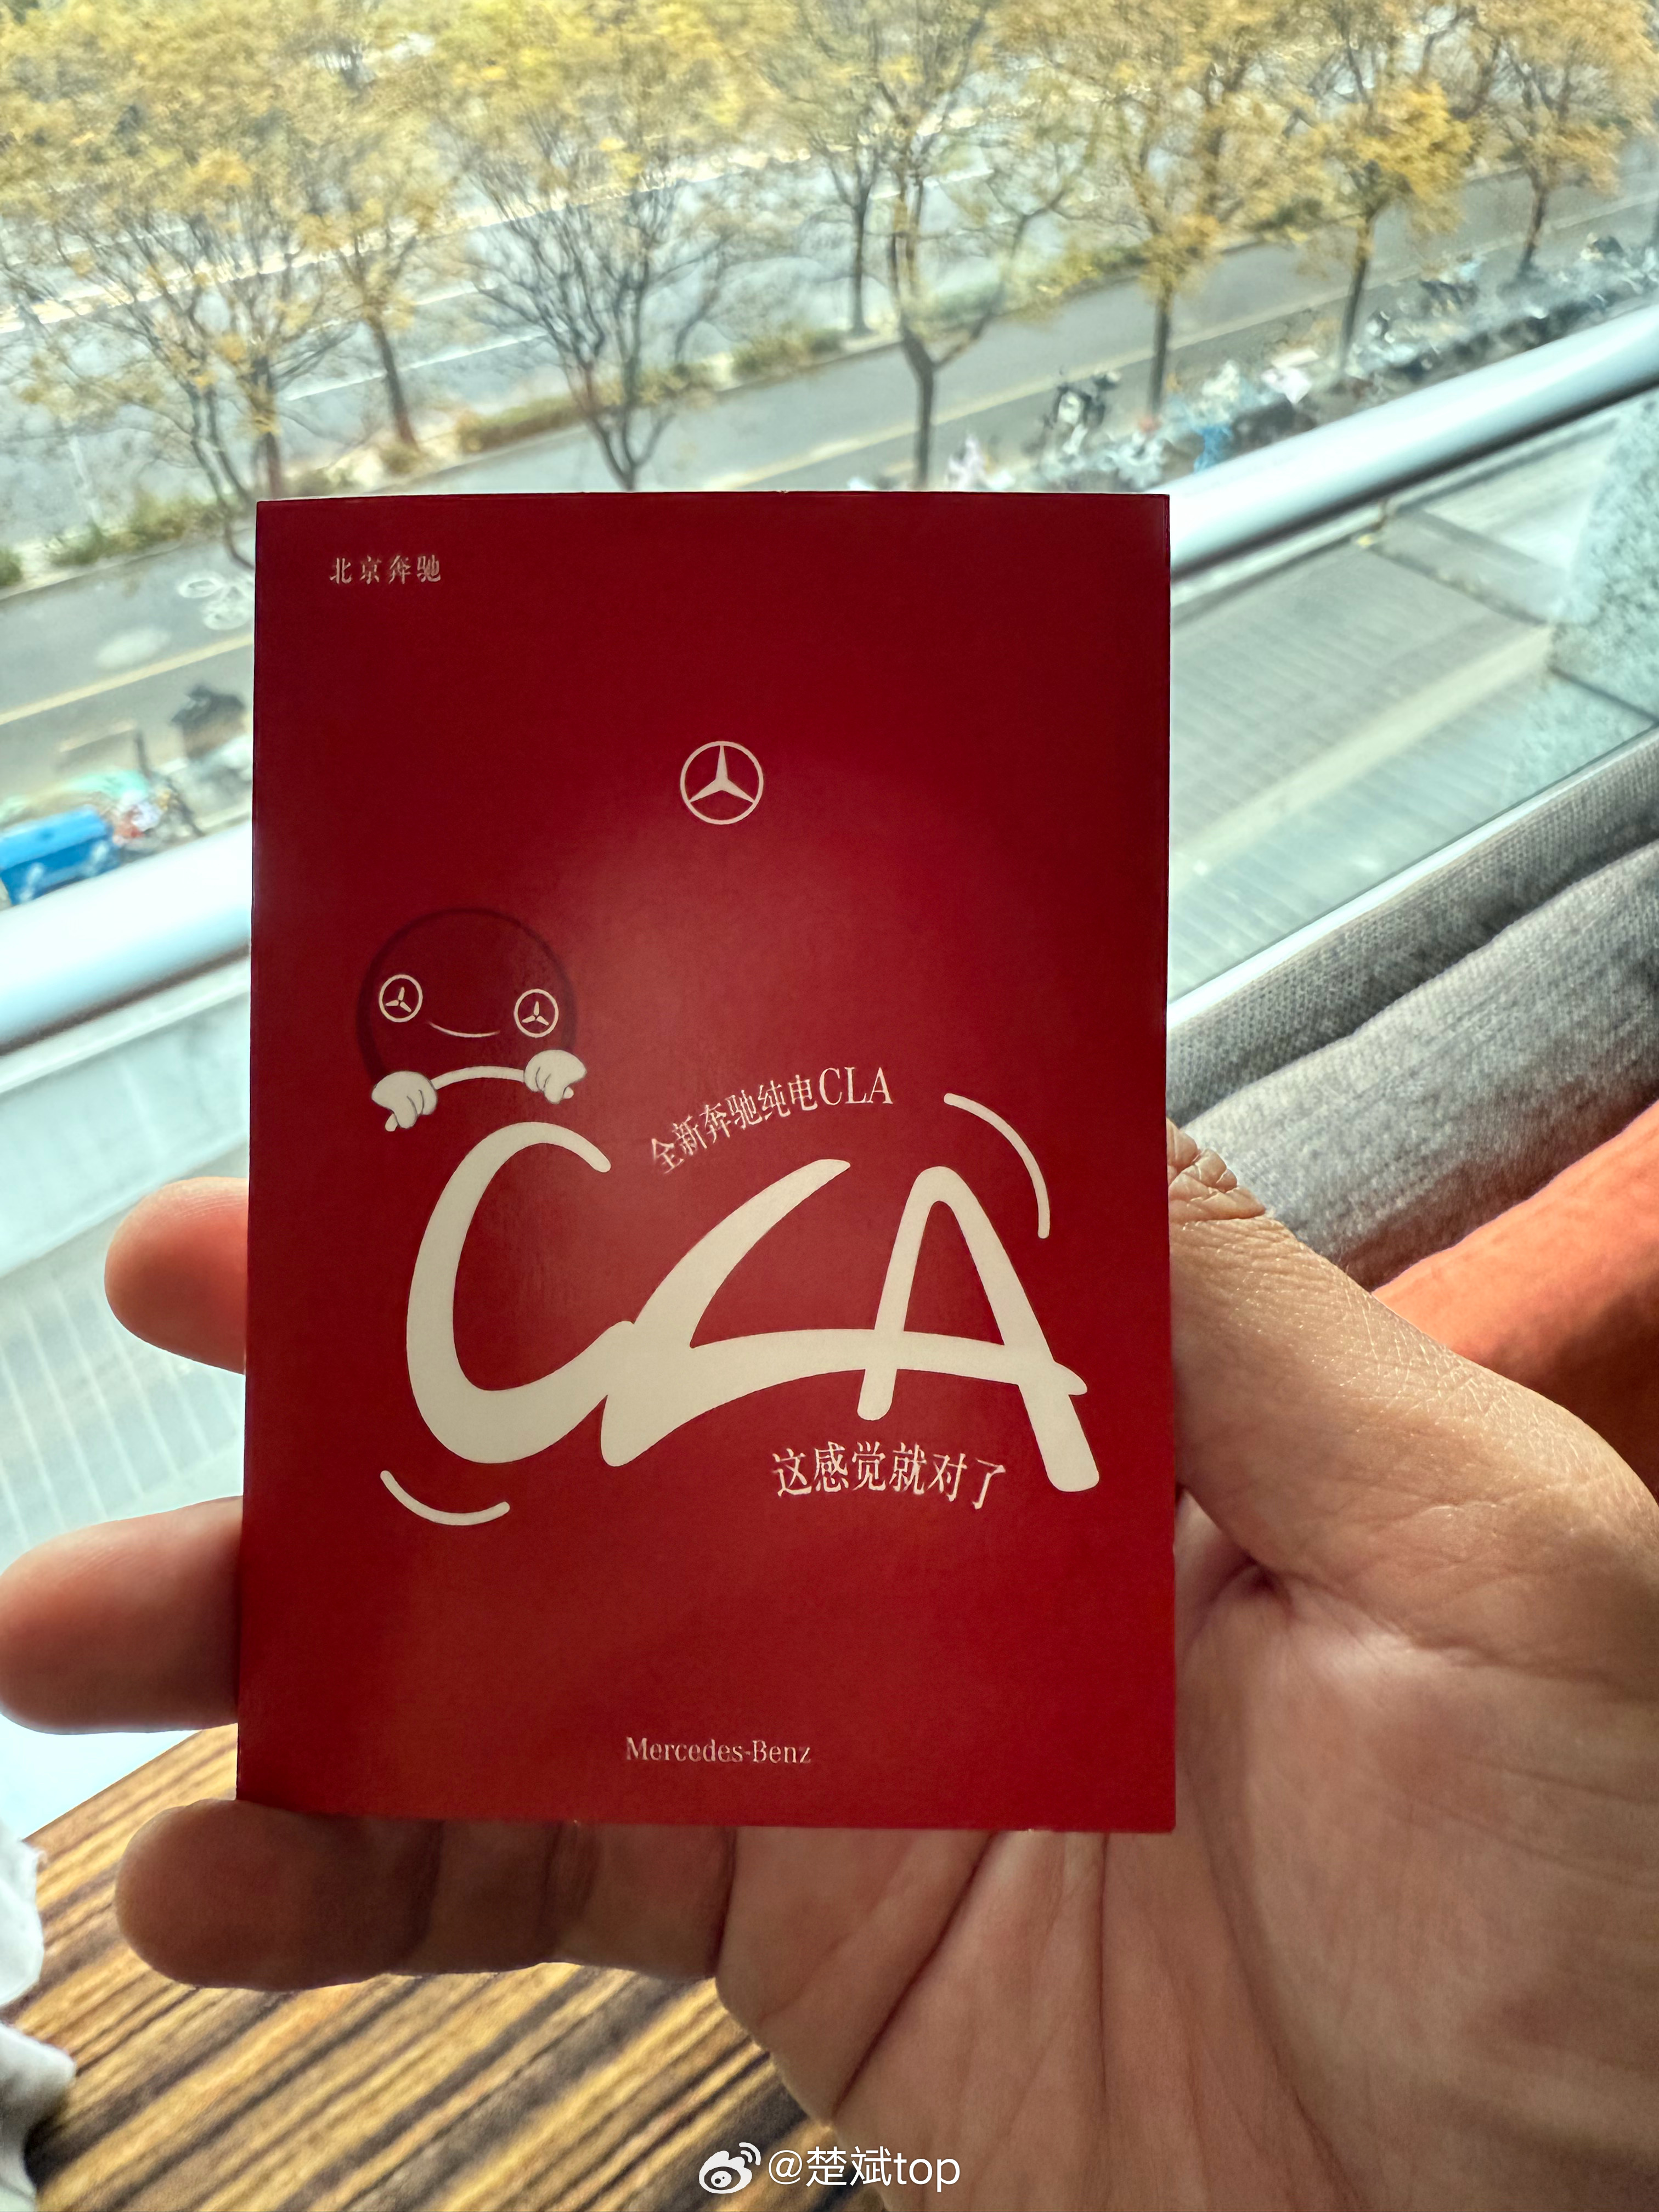 北京奔驰
全新奔驰纯电CLA
CLA
这感觉就对了
Mercedes-Benz
@楚斌top